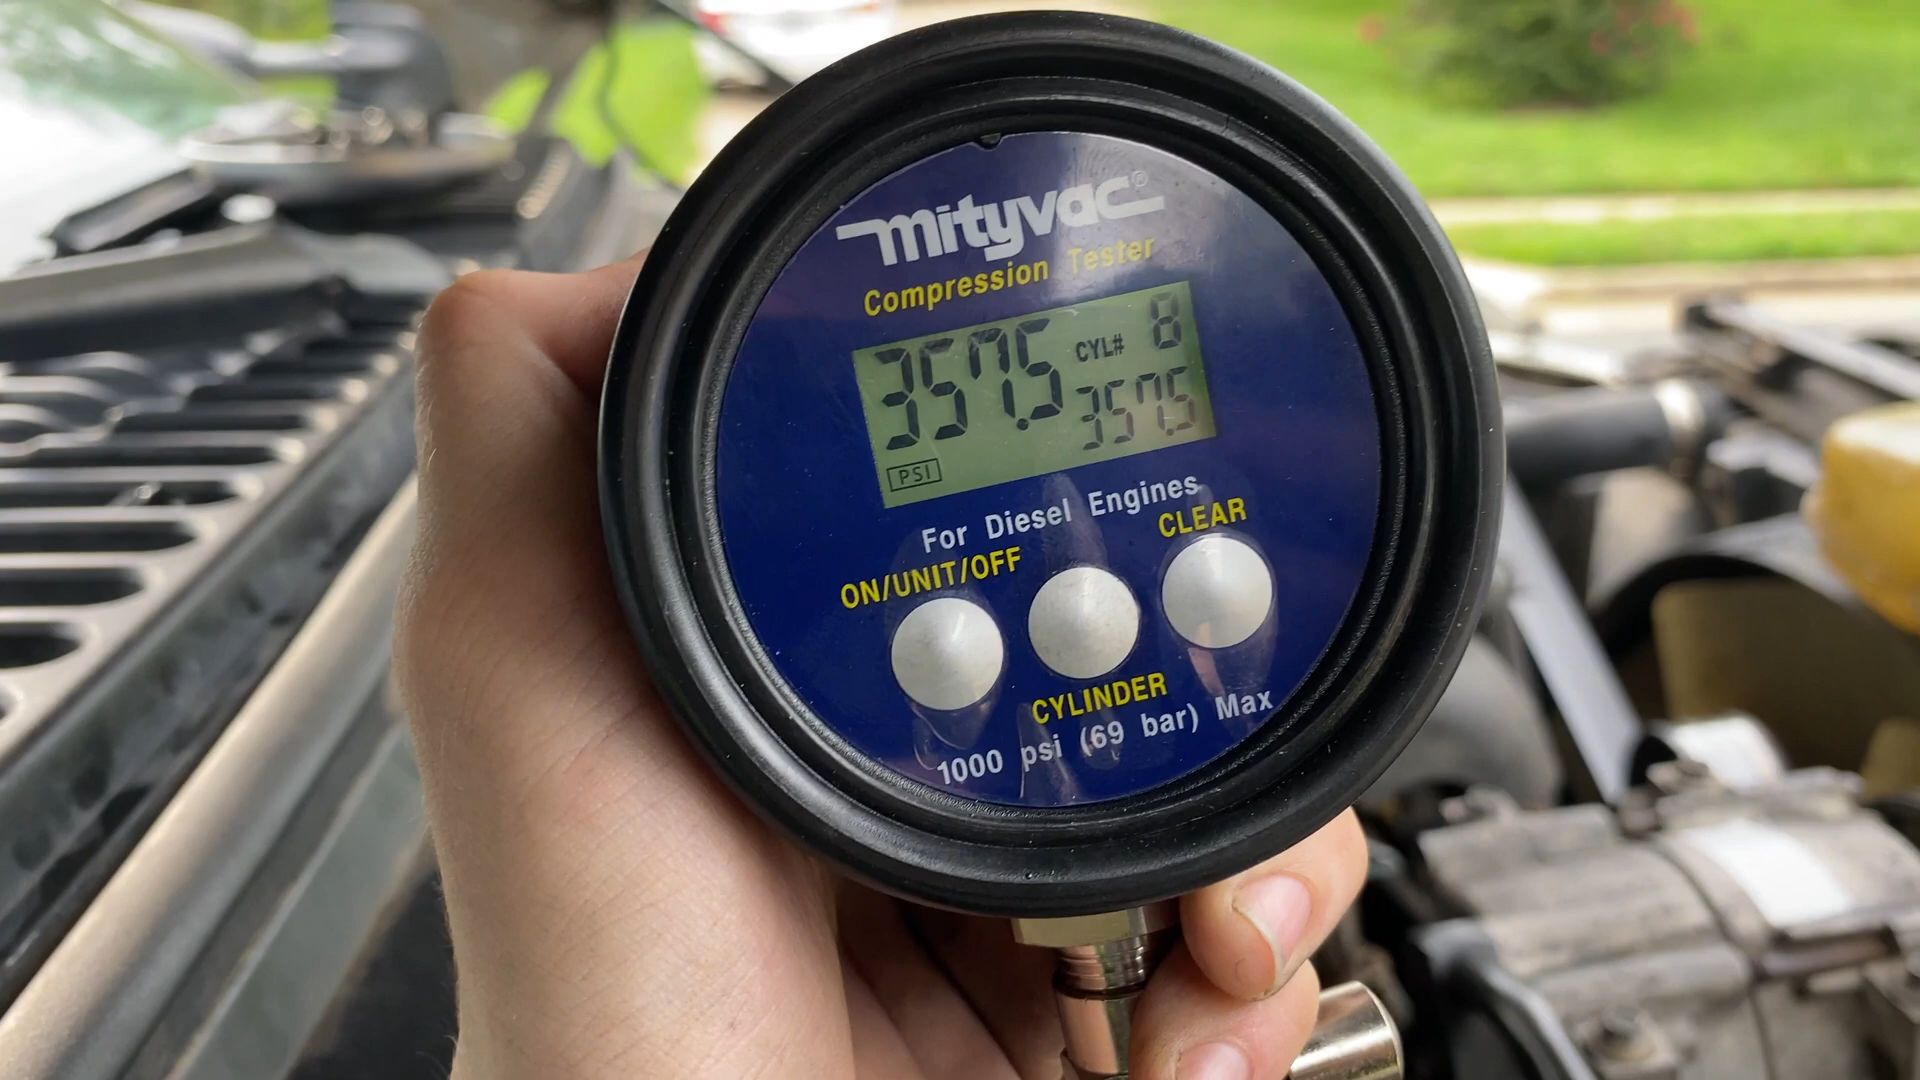 mityvac®
Compression Tester
357.5 CYL# 8
357.5
PSI
For Diesel Engines
CLEAR
ON/UNIT/OFF
CYLINDER
1000 psi (69 bar) Max